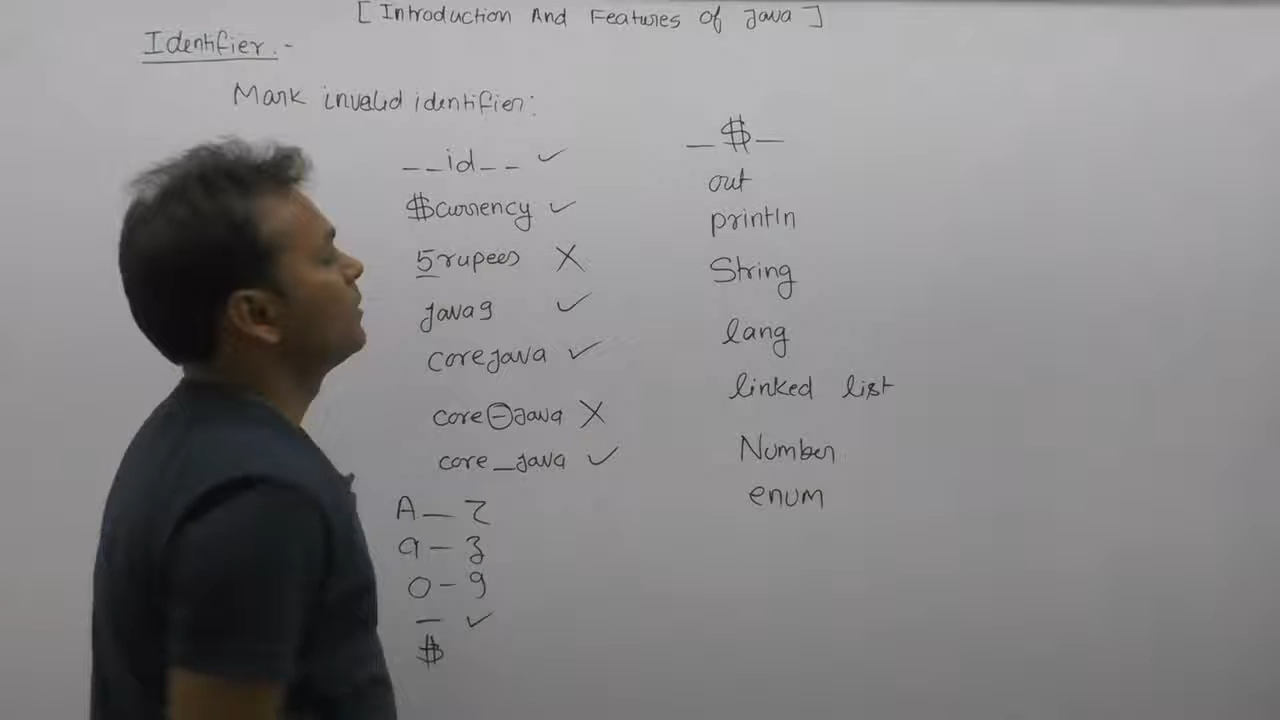 [ Introduction And Features of Java ]
Identifier :-
Mark invalid identifier:
__id__ ✓
$currency ✓
5rupees X
java9 ✓
corejava ✓
core-java X
core_java ✓
A — Z
a — z
0 - 9
_ ✓
$
_$_
out
println
String
lang
linked list
Number
enum